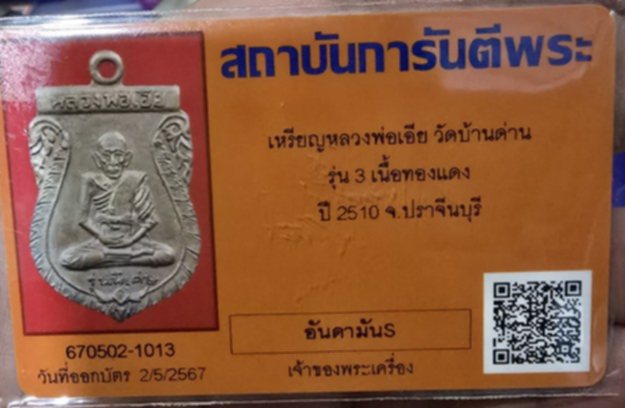 สถาบันการันตีพระ
หลวงพ่อเอีย
เหรียญหลวงพ่อเอีย วัดบ้านด่าน
รุ่น 3 เนื้อทองแดง
ปี 2510 จ.ปราจีนบุรี
อันดามันS
เจ้าของพระเครื่อง
670502-1013
วันที่ออกบัตร 2/5/2567